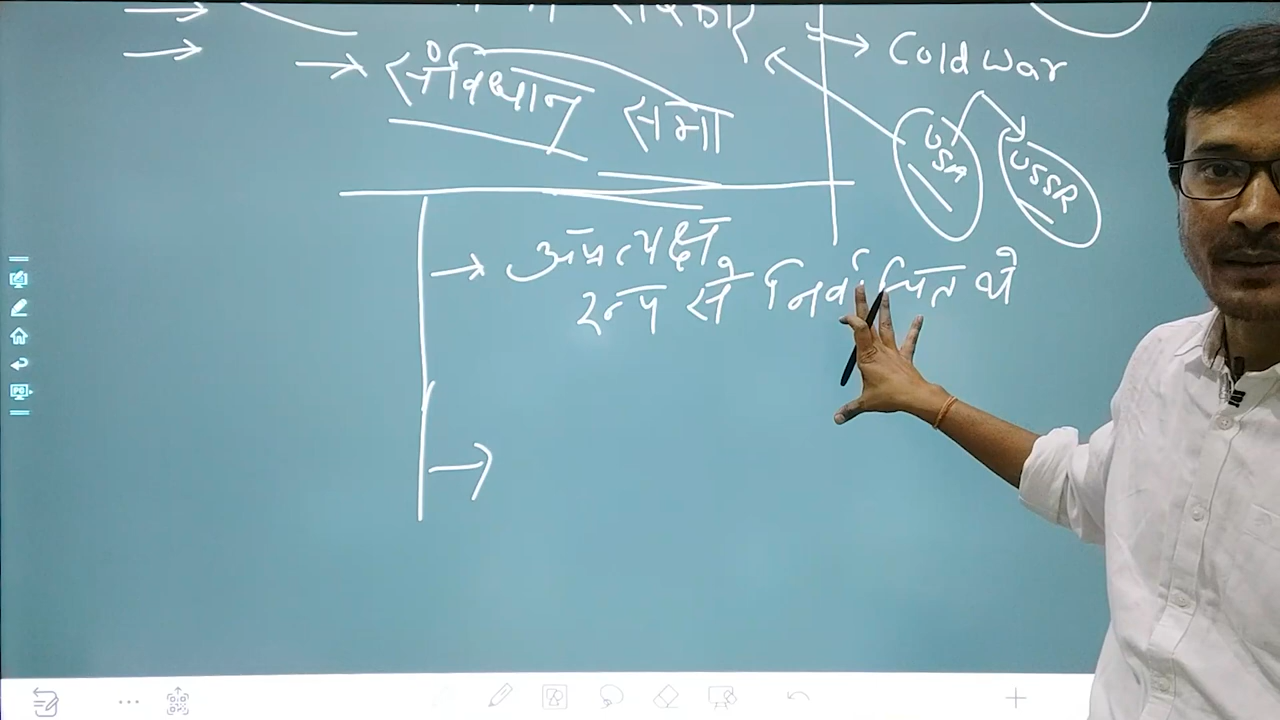 Cold War
संविधान सभा
USA
USSR
अप्रत्यक्ष
रूप से निर्वाचित थे